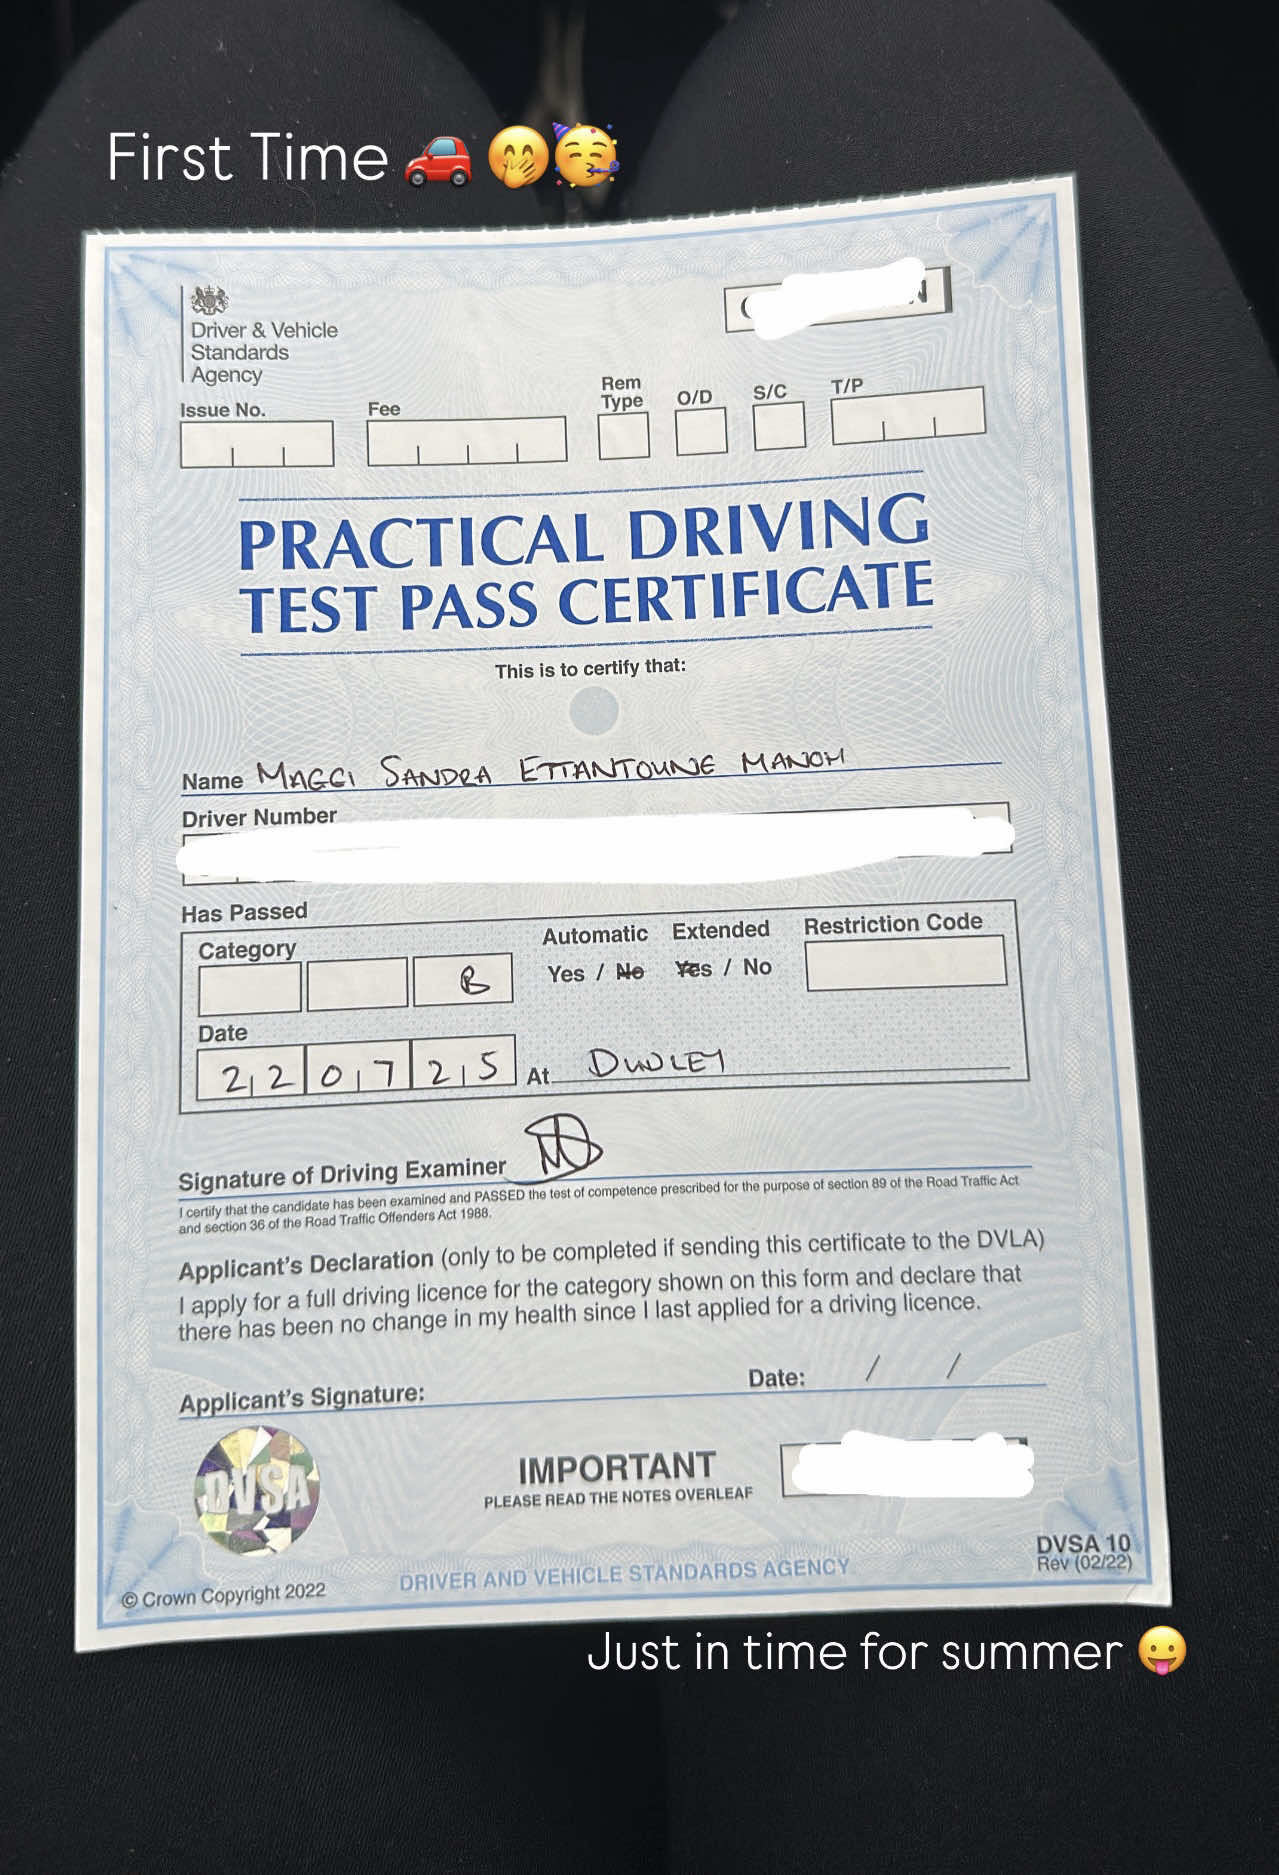 First Time 🚗 🤭🥳
Driver & Vehicle
Standards
Agency
Issue No.
Fee
Rem
Type
O/D
S/C
T/P
PRACTICAL DRIVING
TEST PASS CERTIFICATE
This is to certify that:
Name MAGGI SANDRA ETTANTOUNE MANOH
Driver Number
Has Passed
Category
Automatic Extended Restriction Code
B
Yes / No Yes / No
Date
220725 At DUDLEY
Signature of Driving Examiner
I certify that the candidate has been examined and PASSED the test of competence prescribed for the purpose of section 89 of the Road Traffic Act
and section 36 of the Road Traffic Offenders Act 1988.
Applicant's Declaration (only to be completed if sending this certificate to the DVLA)
I apply for a full driving licence for the category shown on this form and declare that
there has been no change in my health since I last applied for a driving licence.
Applicant's Signature:
Date: / /
DVSA
IMPORTANT
PLEASE READ THE NOTES OVERLEAF
DVSA 10
Rev (02/22)
© Crown Copyright 2022
DRIVER AND VEHICLE STANDARDS AGENCY
Just in time for summer 😛